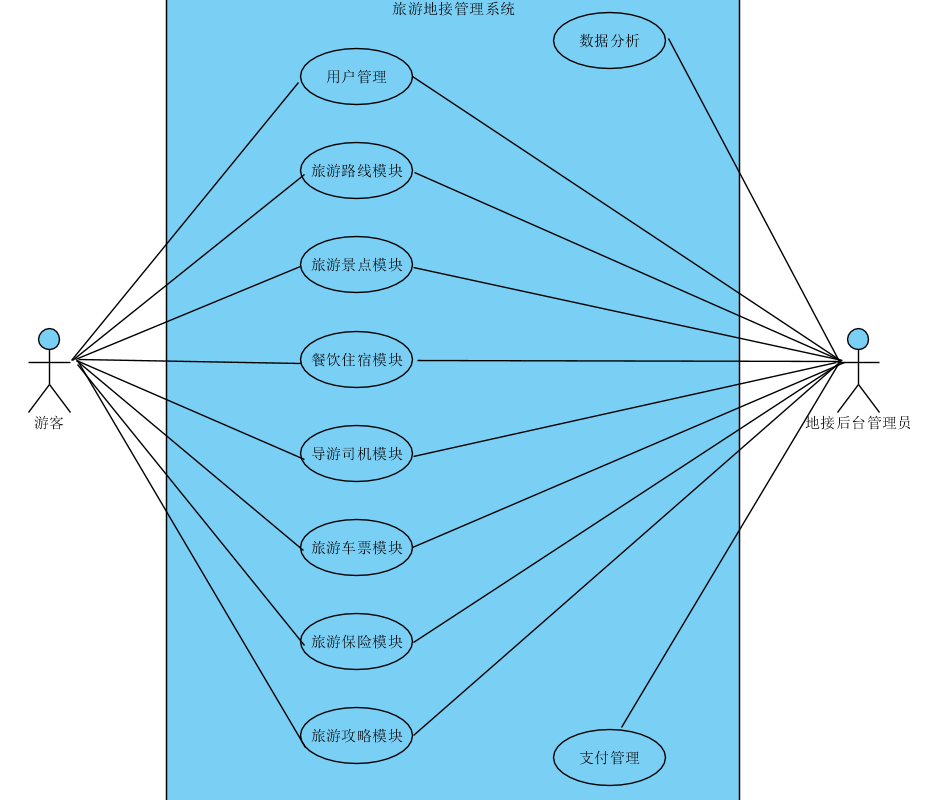 旅游地接管理系统
数据分析
用户管理
旅游路线模块
旅游景点模块
餐饮住宿模块
游客
地接后台管理员
导游司机模块
旅游车票模块
旅游保险模块
旅游攻略模块
支付管理